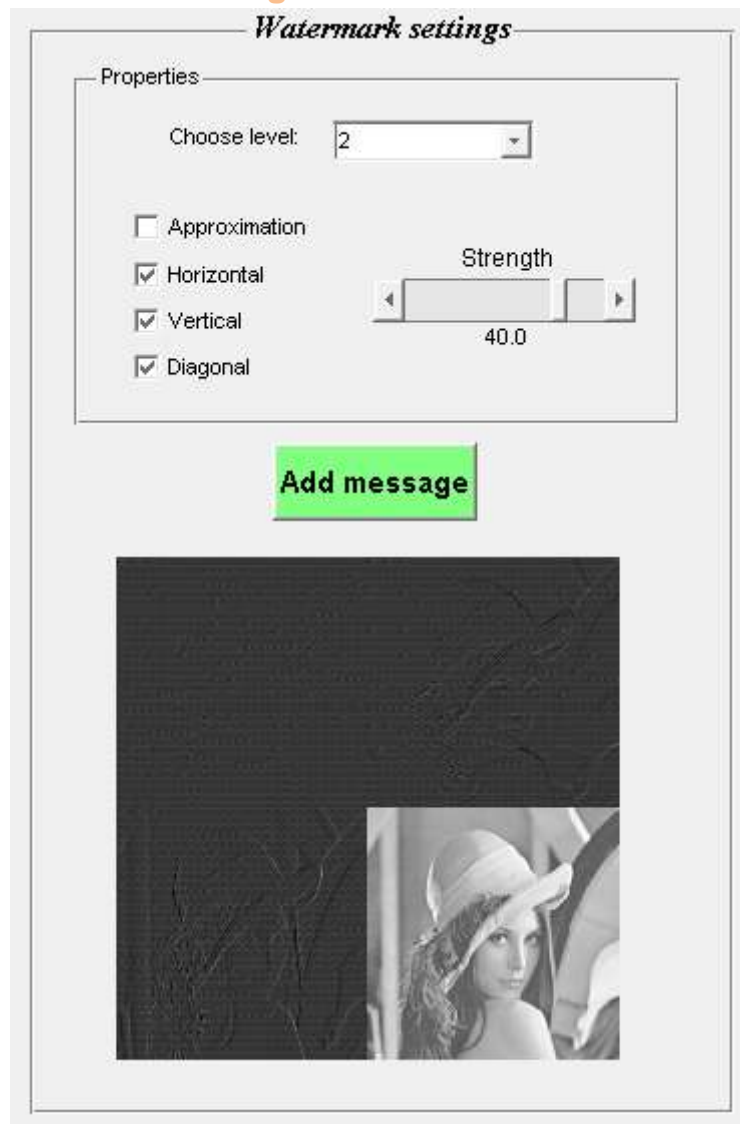 Watermark settings
Properties
Choose level: 2
Approximation
Strength
Horizontal
Vertical
40.0
Diagonal
Add message